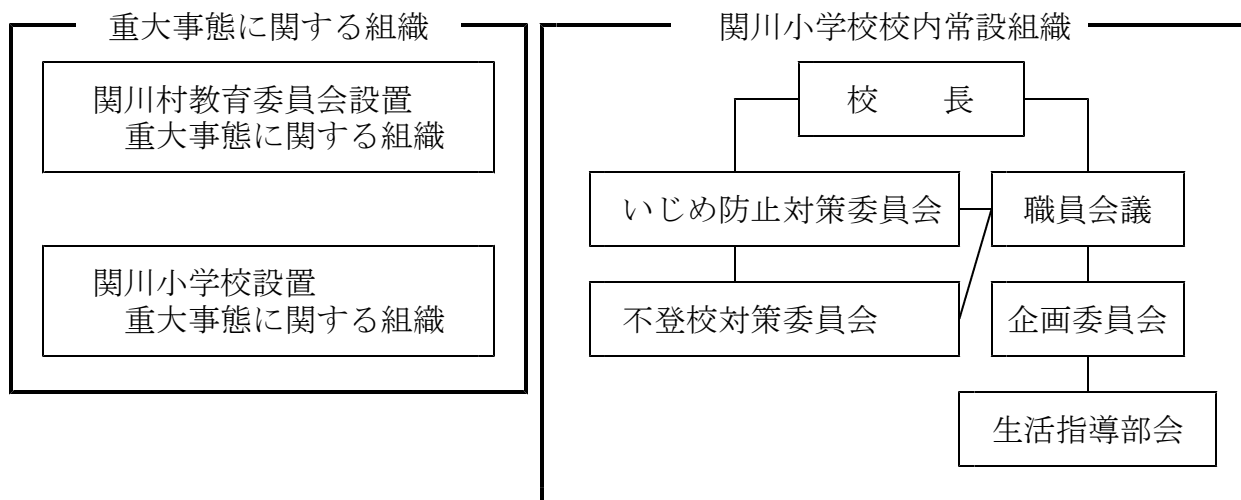 重大事態に関する組織
関川村教育委員会設置
重大事態に関する組織
関川小学校設置
重大事態に関する組織
関川小学校校内常設組織
校　　長
いじめ防止対策委員会
職員会議
不登校対策委員会
企画委員会
生活指導部会